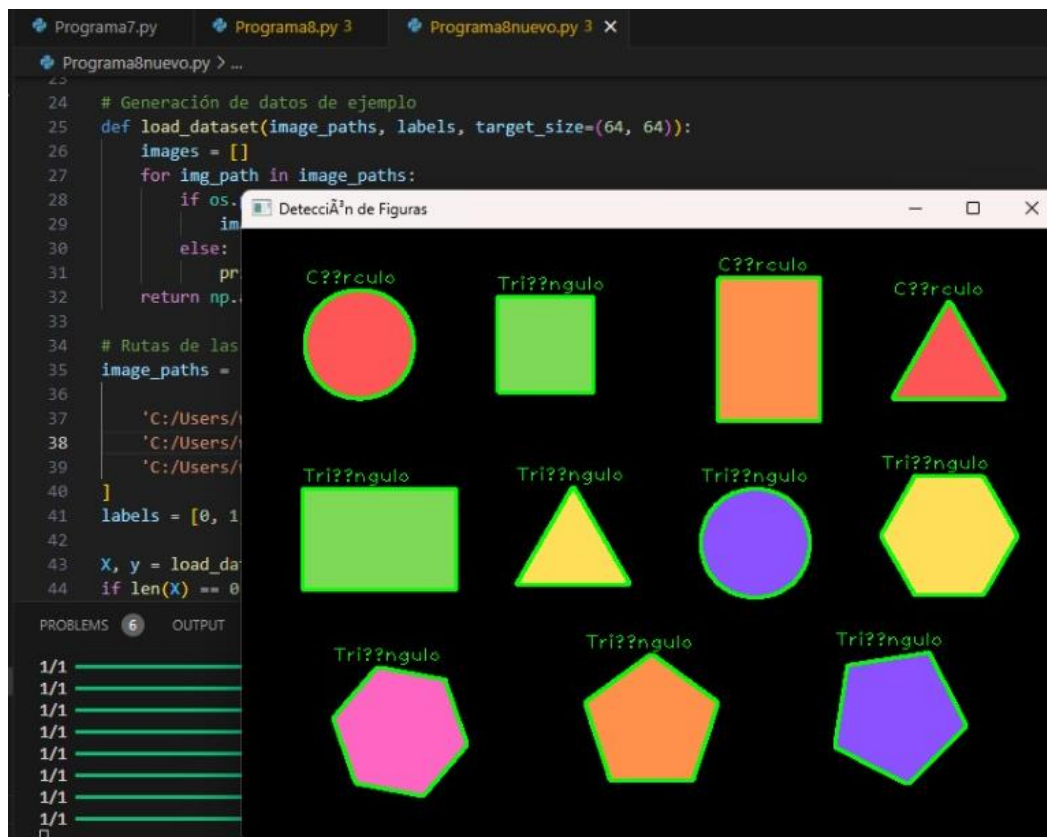 Programa7.py Programa8.py 3 Programa8nuevo.py 3 X
Programa8nuevo.py > ...
23
24 # Generación de datos de ejemplo
25 def load_dataset(image_paths, labels, target_size=(64, 64)):
26 images = []
27 for img_path in image_paths:
28 if os.
29 im
30 else:
31 pr
32 return np.
33
34 # Rutas de las
35 image_paths =
36
37 'C:/Users/
38 'C:/Users/
39 'C:/Users/
40 ]
41 labels = [0, 1
42
43 X, y = load_da
44 if len(X) == 0
PROBLEMS 6 OUTPUT
1/1
1/1
1/1
1/1
1/1
1/1
1/1
1/1
DetecciÃ³n de Figuras
C??rculo Tri??ngulo C??rculo C??rculo
Tri??ngulo Tri??ngulo Tri??ngulo Tri??ngulo
Tri??ngulo Tri??ngulo Tri??ngulo